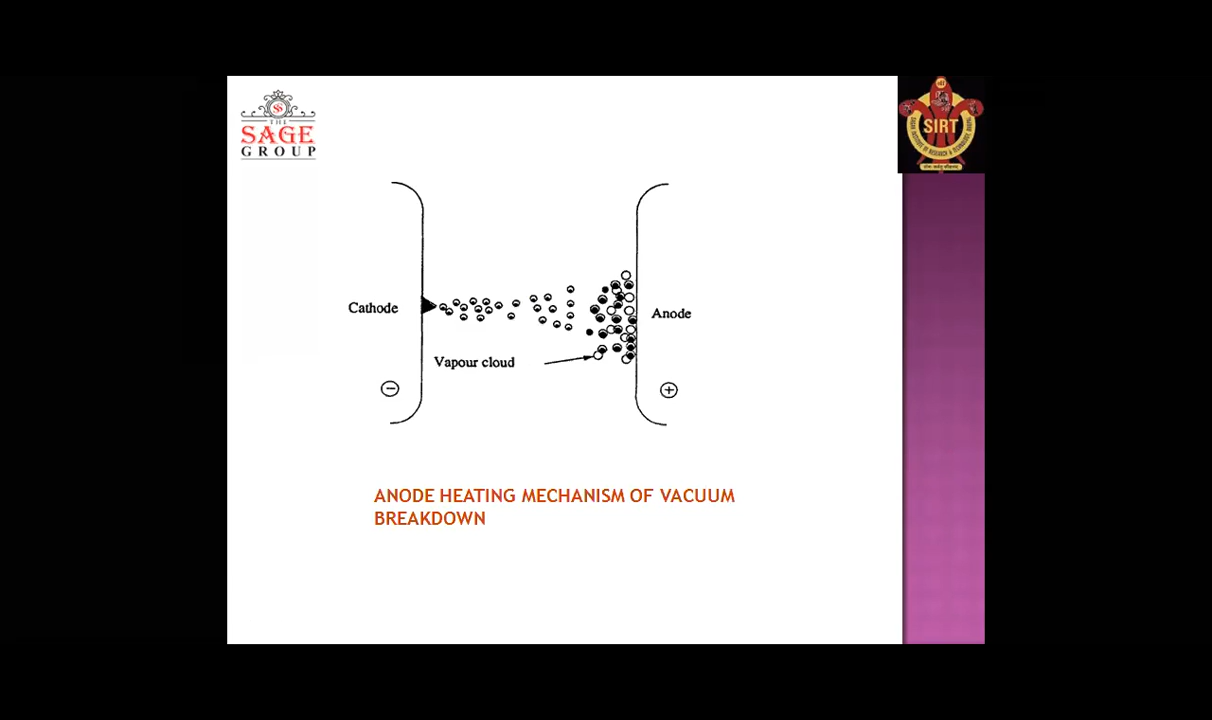 THE
SAGE
GROUP
SIRT
Cathode
Anode
Vapour cloud
ANODE HEATING MECHANISM OF VACUUM
BREAKDOWN